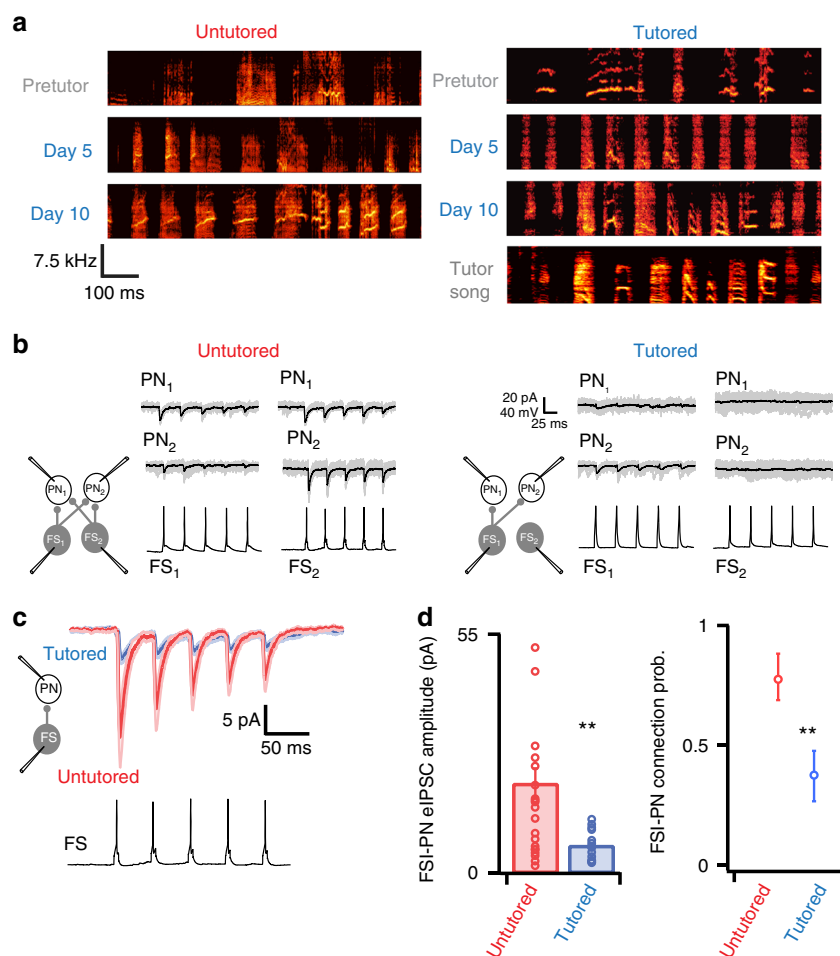 a
Untutored
Pretutor
Day 5
Day 10
7.5 kHz
100 ms
Tutored
Pretutor
Day 5
Day 10
Tutor
song
b
Untutored
PN1
PN1
PN2
PN2
PN1
PN2
FS1
FS2
FS1
FS2
Tutored
20 pA
40 mV
25 ms
PN1
PN1
PN2
PN2
PN1
PN2
FS1
FS2
FS1
FS2
c
Tutored
PN
FS
Untutored
5 pA
50 ms
FS
d
FSI-PN eIPSC amplitude (pA)
55
0
**
Untutored
Tutored
FSI-PN connection prob.
1
0.5
0
**
Untutored
Tutored